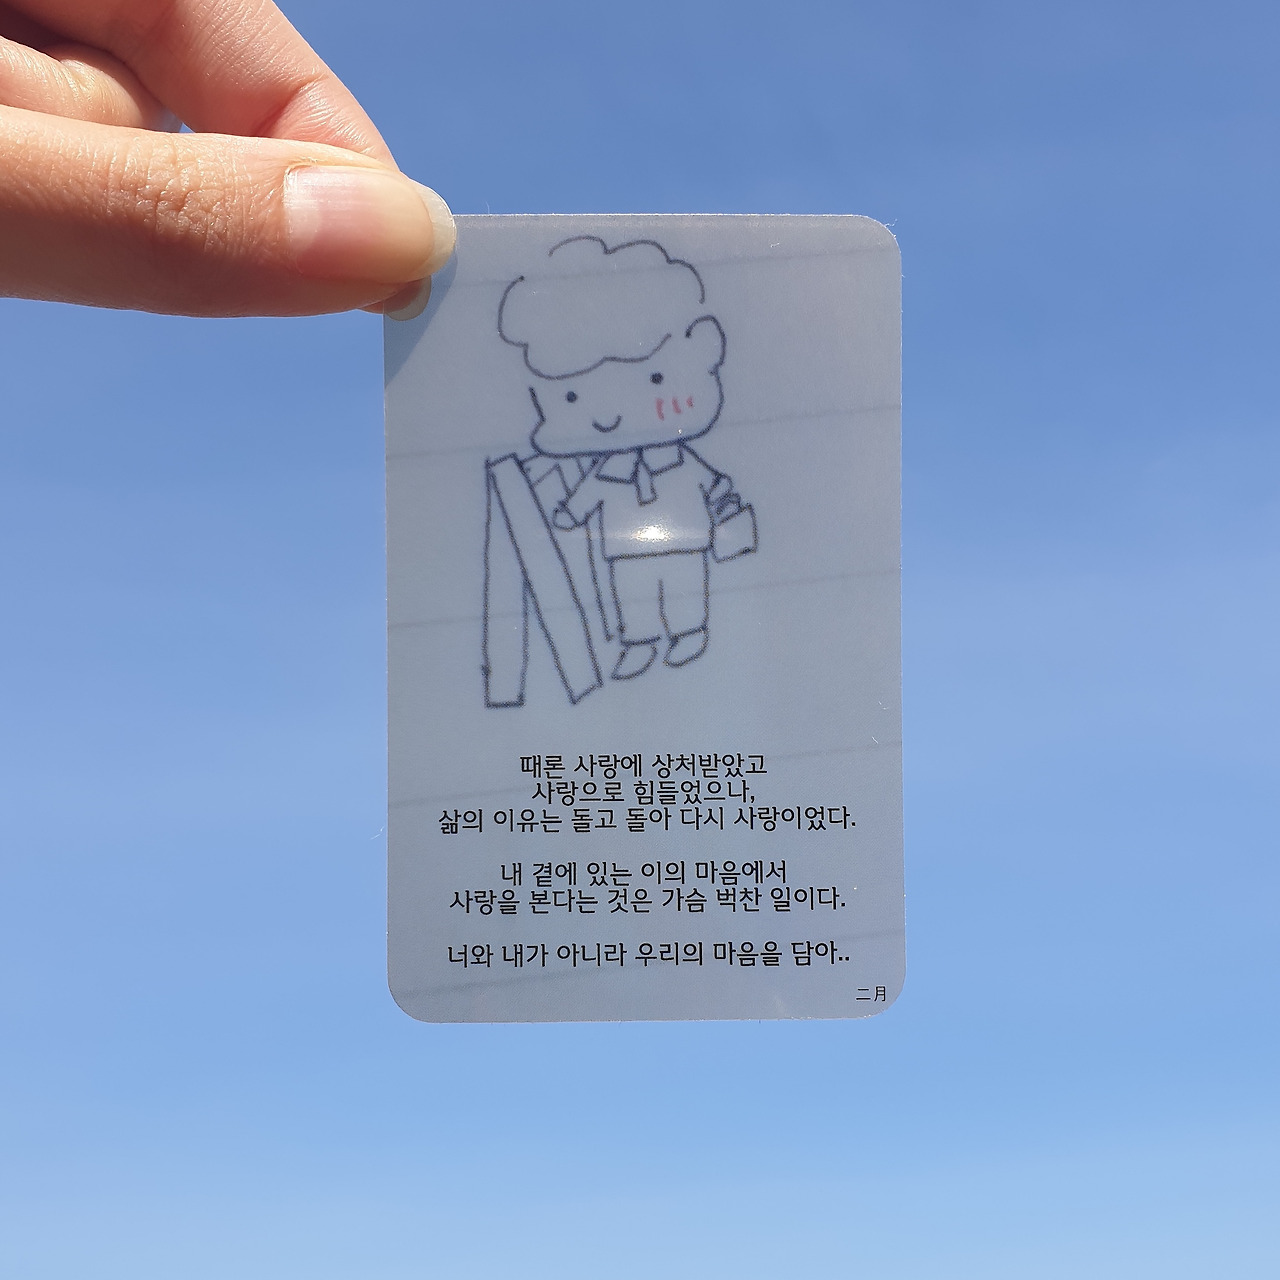 때론 사랑에 상처받았고
사랑으로 힘들었으나,
삶의 이유는 돌고 돌아 다시 사랑이었다.
내 곁에 있는 이의 마음에서
사랑을 본다는 것은 가슴 벅찬 일이다.
너와 내가 아니라 우리의 마음을 담아..
二月